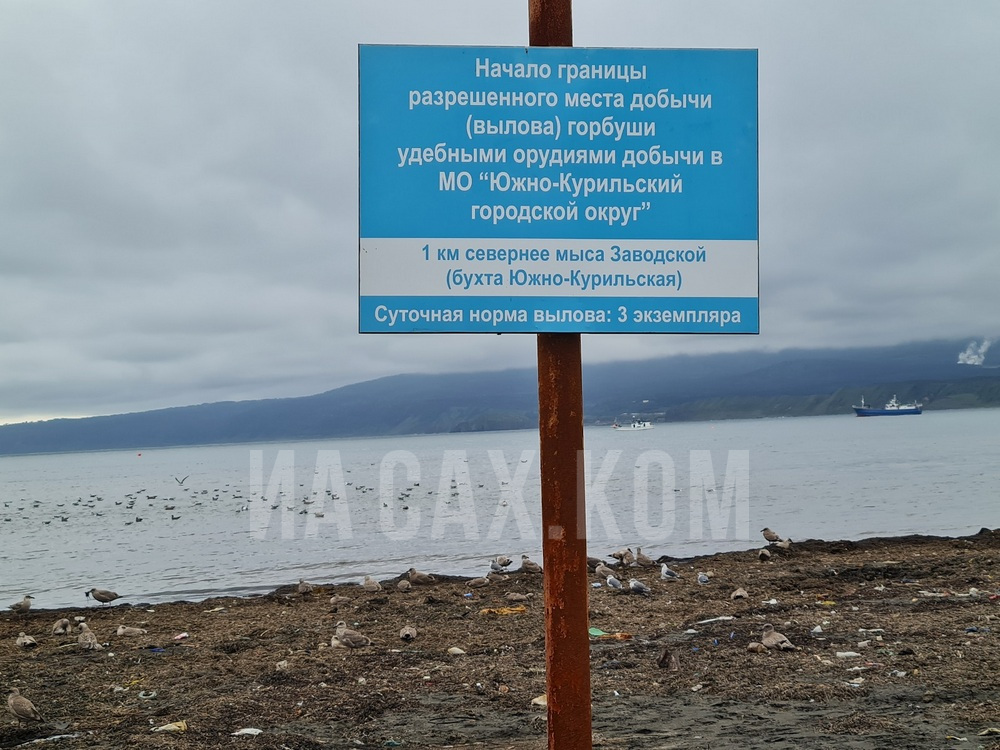 Начало границы
разрешенного места добычи
(вылова) горбуши
удебными орудиями добычи в
МО “Южно-Курильский
городской округ”
1 км севернее мыса Заводской
(бухта Южно-Курильская)
Суточная норма вылова: 3 экземпляра
ИА САХ.КОМ